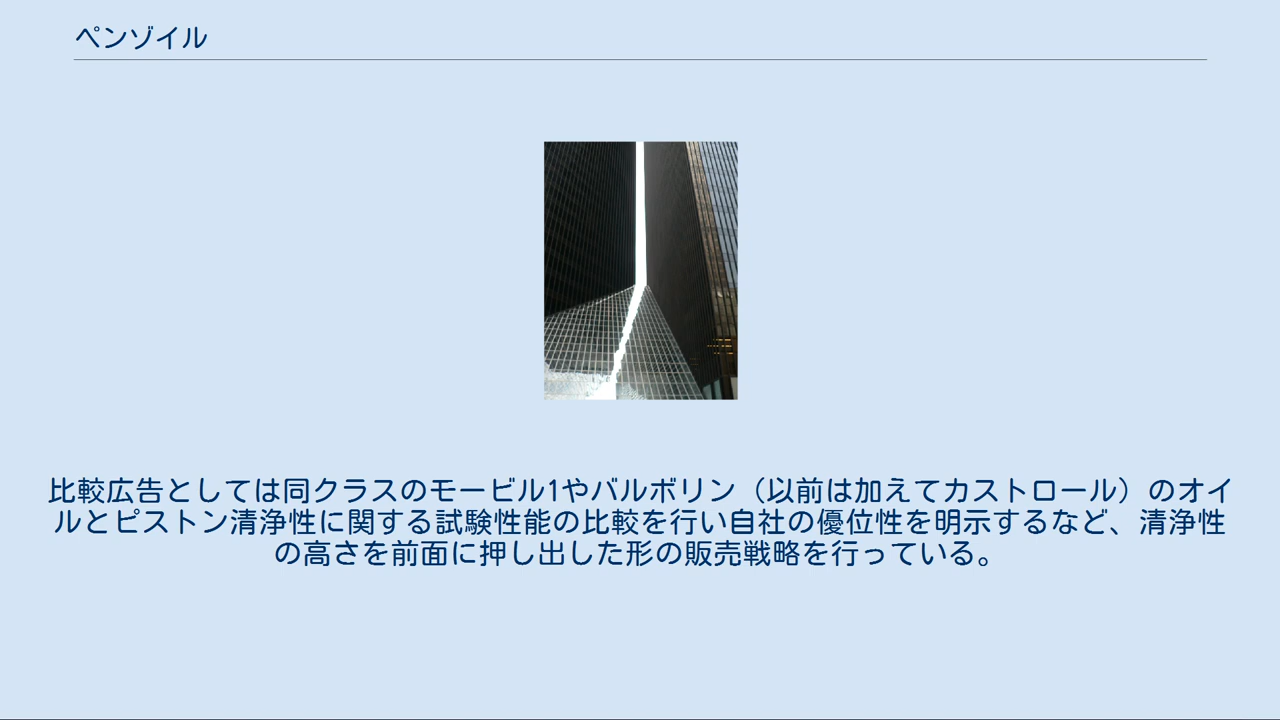 ペンゾイル
比較広告としては同クラスのモービル1やバルボリン（以前は加えてカストロール）のオイ
ルとピストン清浄性に関する試験性能の比較を行い自社の優位性を明示するなど、清浄性
の高さを前面に押し出した形の販売戦略を行っている。